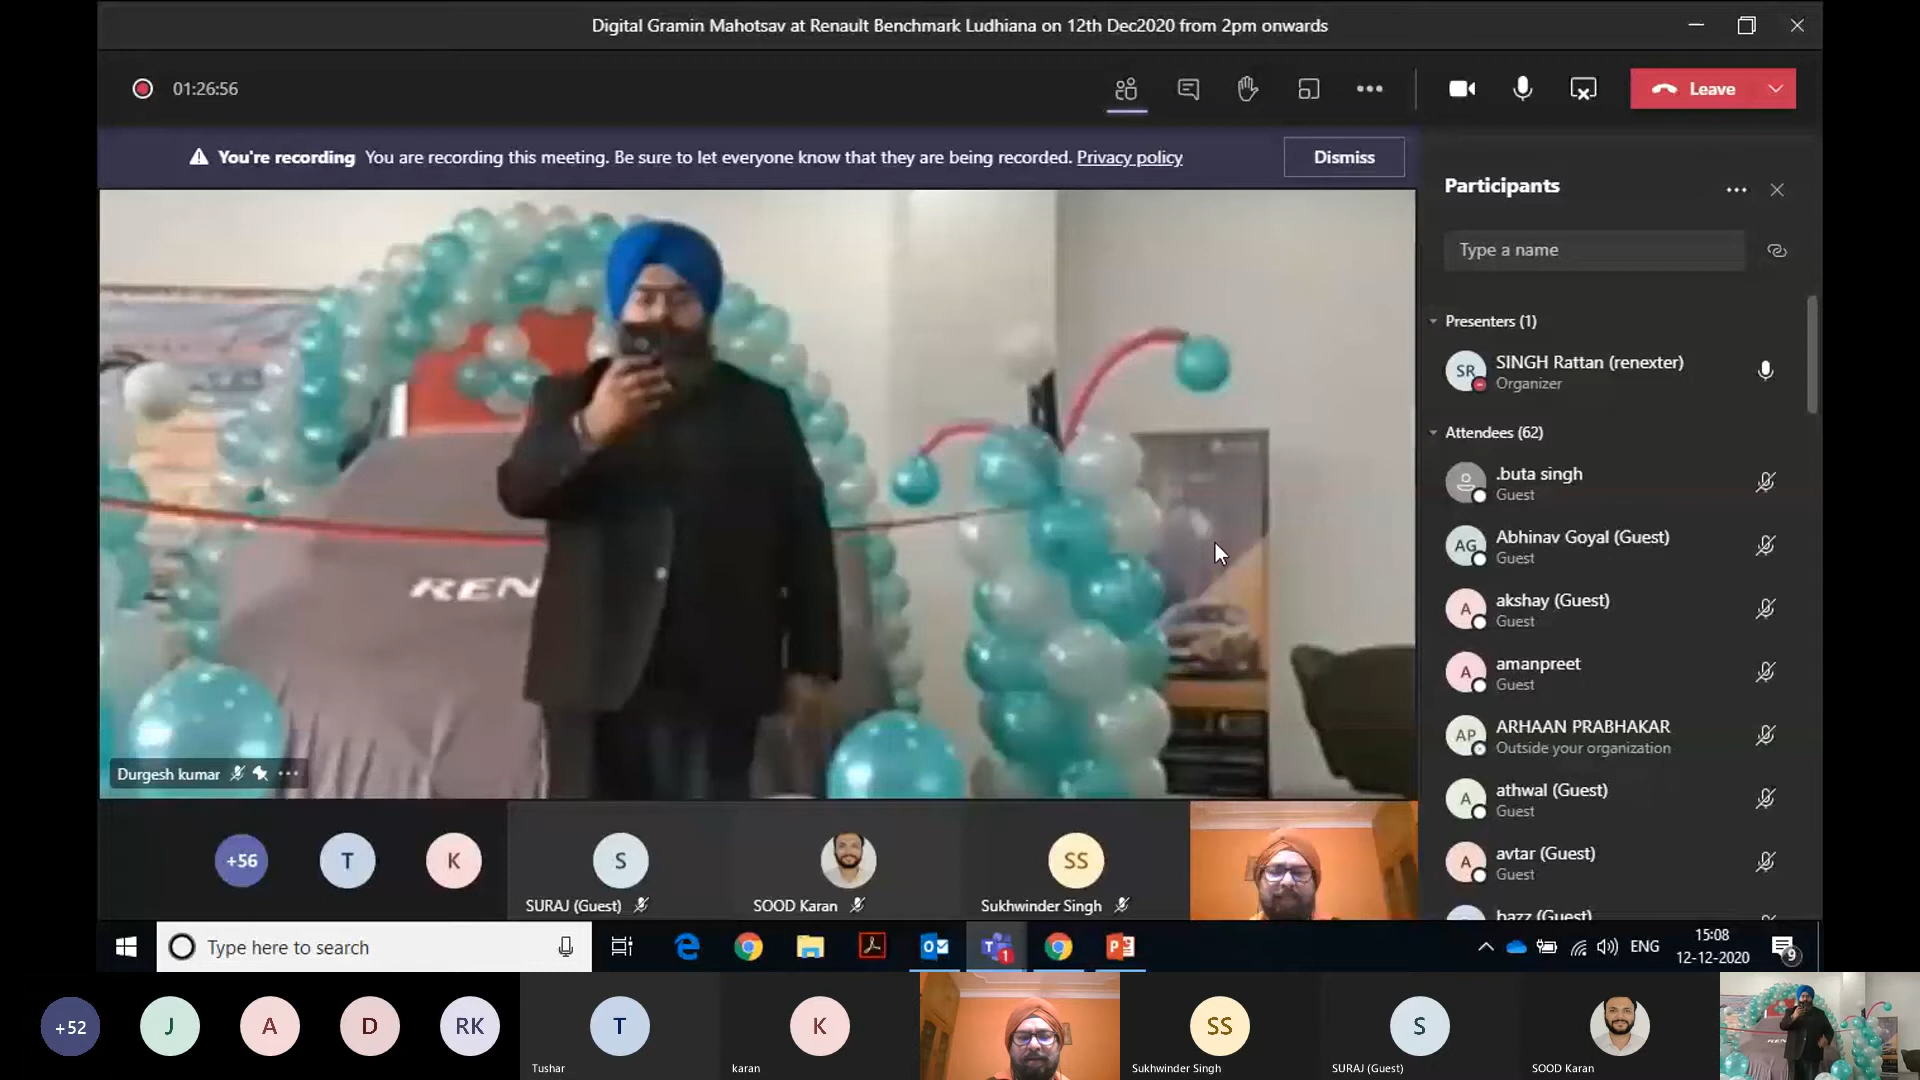 Digital Gramin Mahotsav at Renault Benchmark Ludhiana on 12th Dec2020 from 2pm onwards
01:26:56
Leave
You're recording You are recording this meeting. Be sure to let everyone know that they are being recorded. Privacy policy
Dismiss
Participants
Type a name
Presenters (1)
SR
SINGH Rattan (renexter)
Organizer
Attendees (62)
.buta singh
Guest
AG
Abhinav Goyal (Guest)
Guest
A
akshay (Guest)
Guest
A
amanpreet
Guest
AP
ARHAAN PRABHAKAR
Outside your organization
A
athwal (Guest)
Guest
A
avtar (Guest)
Guest
bazz (Guest)
REN
Durgesh kumar
+56
T
K
S
SURAJ (Guest)
SOOD Karan
SS
Sukhwinder Singh
Type here to search
1
ENG
15:08
12-12-2020
9
+52
J
A
D
RK
T
Tushar
K
karan
SS
Sukhwinder Singh
S
SURAJ (Guest)
SOOD Karan